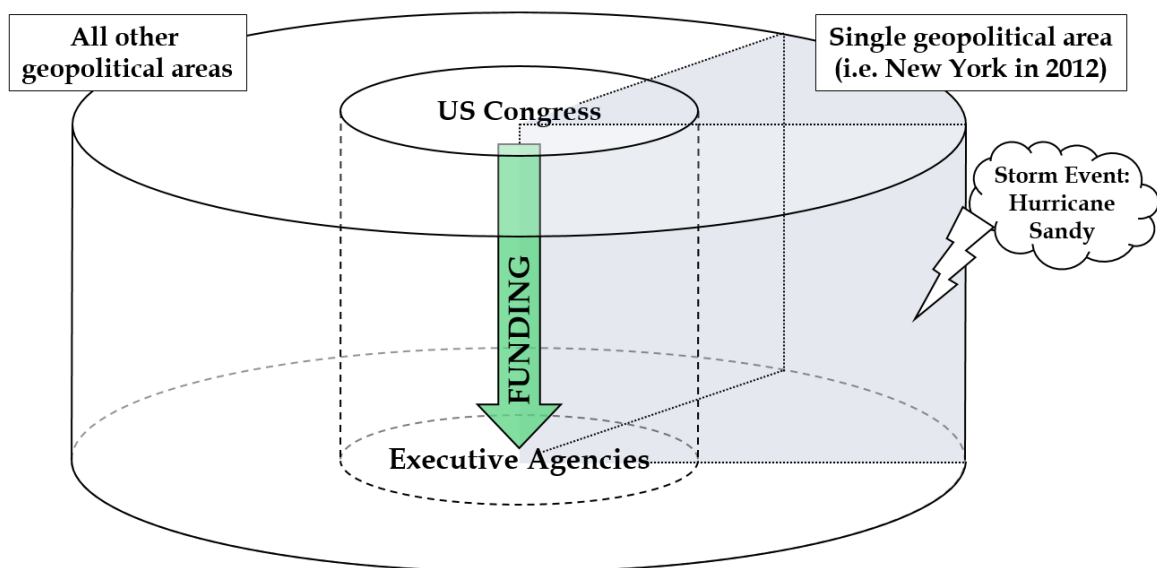 All other
geopolitical areas
Single geopolitical area
(i.e. New York in 2012)
US Congress
Storm Event:
Hurricane
Sandy
FUNDING
Executive Agencies